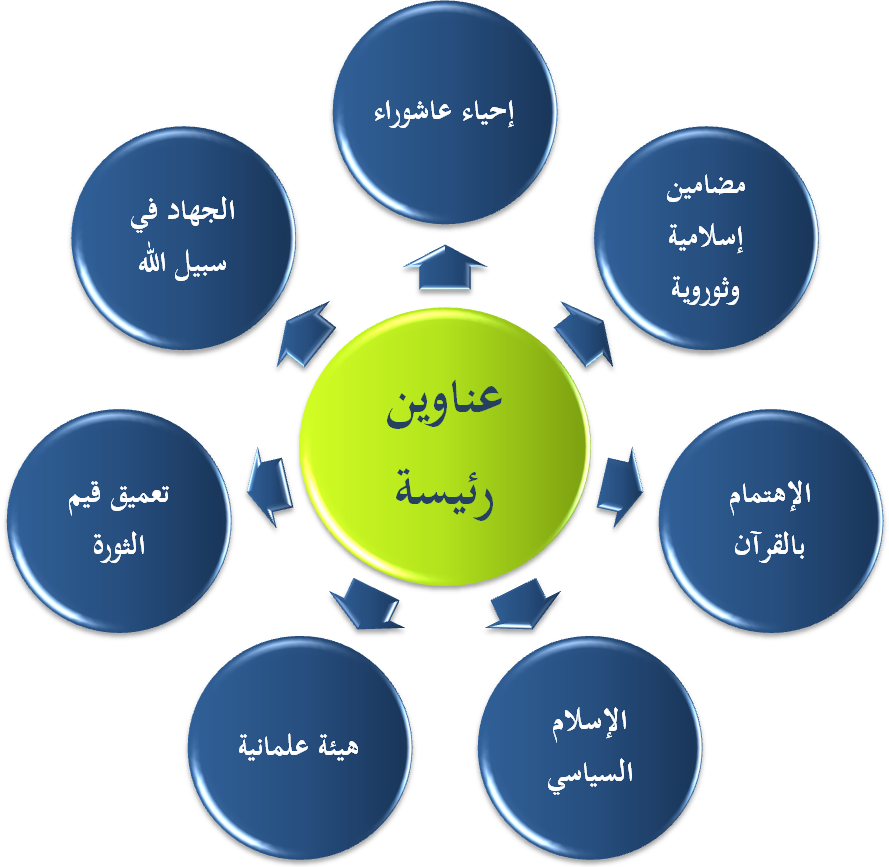 عناوين
رئيسة
إحياء عاشوراء
مضامين
إسلامية
وثوروية
الإهتمام
بالقرآن
الإسلام
السياسي
هيئة علمانية
تعميق قيم
الثورة
الجهاد في
سبيل الله